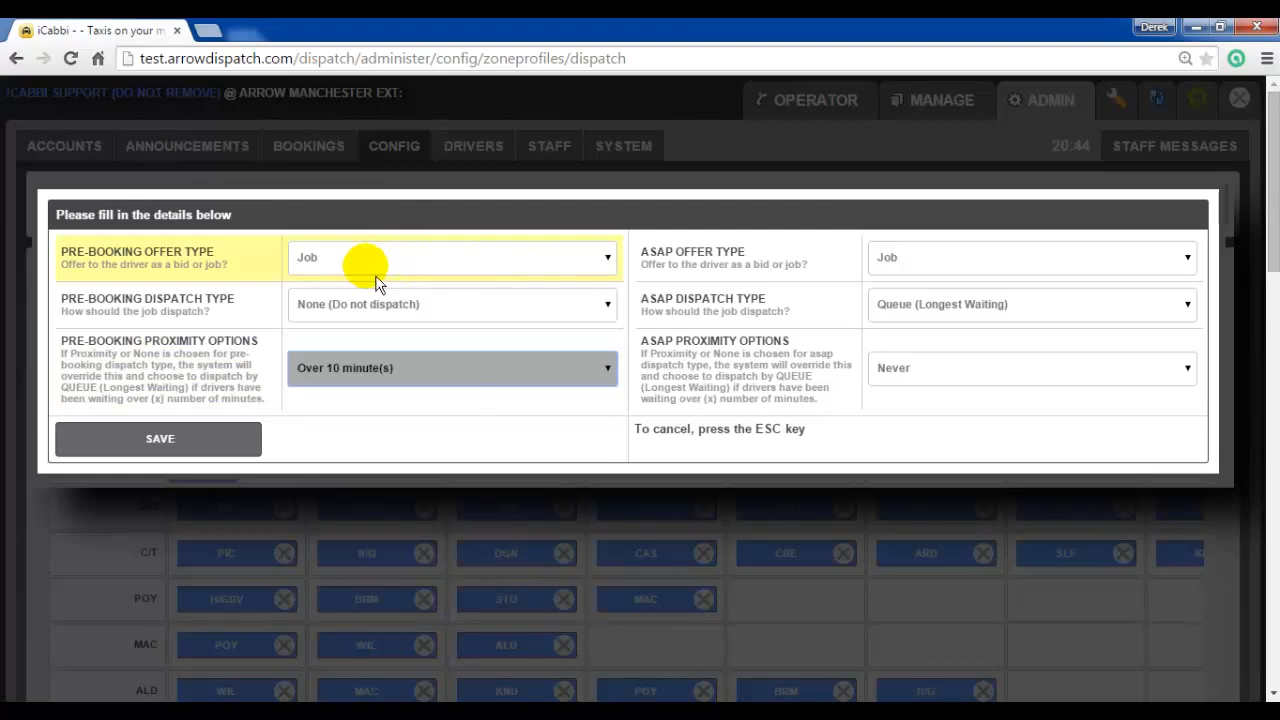 iCabbi - - Taxis on your m
Derek
test.arrowdispatch.com/dispatch/administer/config/zoneprofiles/dispatch
ICABBI SUPPORT (DO NOT REMOVE) @ ARROW MANCHESTER EXT:
OPERATOR
MANAGE
ADMIN
ACCOUNTS
ANNOUNCEMENTS
BOOKINGS
CONFIG
DRIVERS
STAFF
SYSTEM
20:44
STAFF MESSAGES
Please fill in the details below
PRE-BOOKING OFFER TYPE
Offer to the driver as a bid or job?
Job
ASAP OFFER TYPE
Offer to the driver as a bid or job?
Job
PRE-BOOKING DISPATCH TYPE
How should the job dispatch?
None (Do not dispatch)
ASAP DISPATCH TYPE
How should the job dispatch?
Queue (Longest Waiting)
PRE-BOOKING PROXIMITY OPTIONS
If Proximity or None is chosen for pre-
booking dispatch type, the system will
override this and choose to dispatch by
QUEUE (Longest Waiting) if drivers have
been waiting over (x) number of minutes.
Over 10 minute(s)
ASAP PROXIMITY OPTIONS
If Proximity or None is chosen for asap
dispatch type, the system will override
this and choose to dispatch by QUEUE
(Longest Waiting) if drivers have been
waiting over (x) number of minutes.
Never
SAVE
To cancel, press the ESC key
C/T
PIC
DGN
CAS
CRE
ARD
SLF
POY
BRM
STO
MAC
MAC
POY
WIL
ALD
ALD
WIL
MAC
KNU
POY
BRM